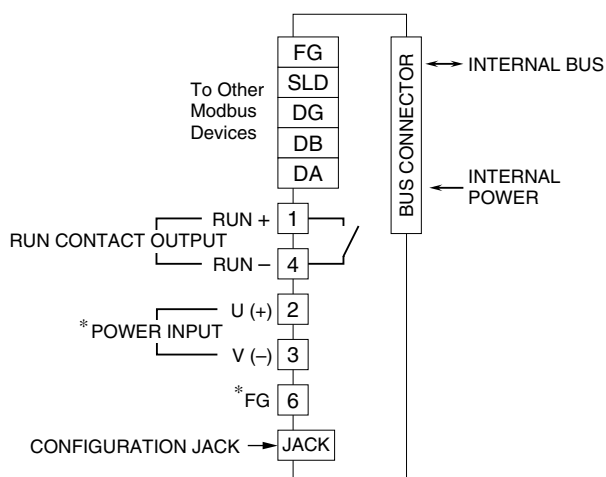 To Other
Modbus
Devices
FG
SLD
DG
DB
DA
BUS CONNECTOR
INTERNAL BUS
INTERNAL
POWER
RUN CONTACT OUTPUT
RUN +
1
RUN –
4
*POWER INPUT
U (+)
2
V (–)
3
*FG
6
CONFIGURATION JACK
JACK